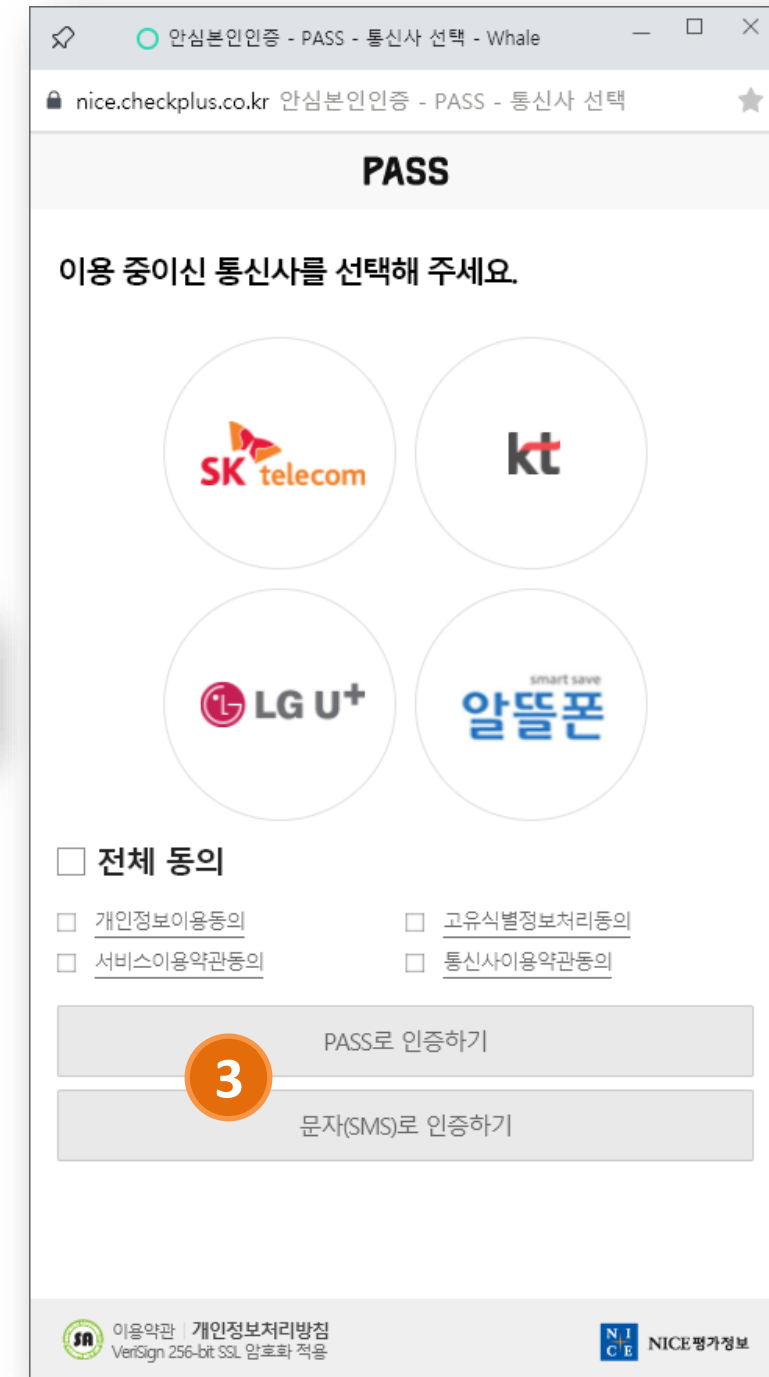 안심본인인증 - PASS - 통신사 선택 - Whale
nice.checkplus.co.kr 안심본인인증 - PASS - 통신사 선택
PASS
이용 중이신 통신사를 선택해 주세요.
SK telecom
kt
LG U+
smart save
알뜰폰
전체 동의
개인정보이용동의 고유식별정보처리동의
서비스이용약관동의 통신사이용약관동의
PASS로 인증하기
3
문자(SMS)로 인증하기
SA 이용약관 | 개인정보처리방침
VeriSign 256-bit SSL 암호화 적용
NICE NICE평가정보